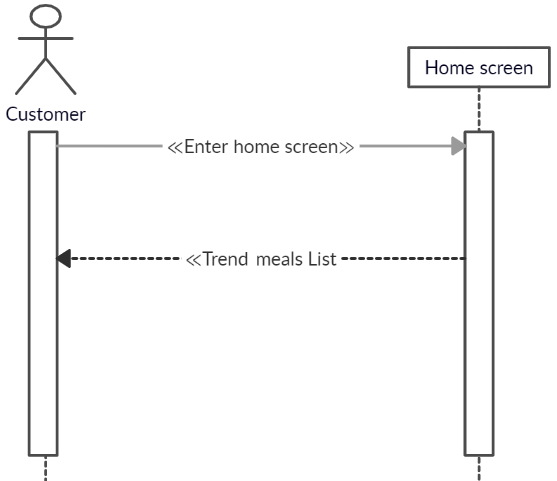 Home screen
Customer
≪Enter home screen≫
≪Trend meals List